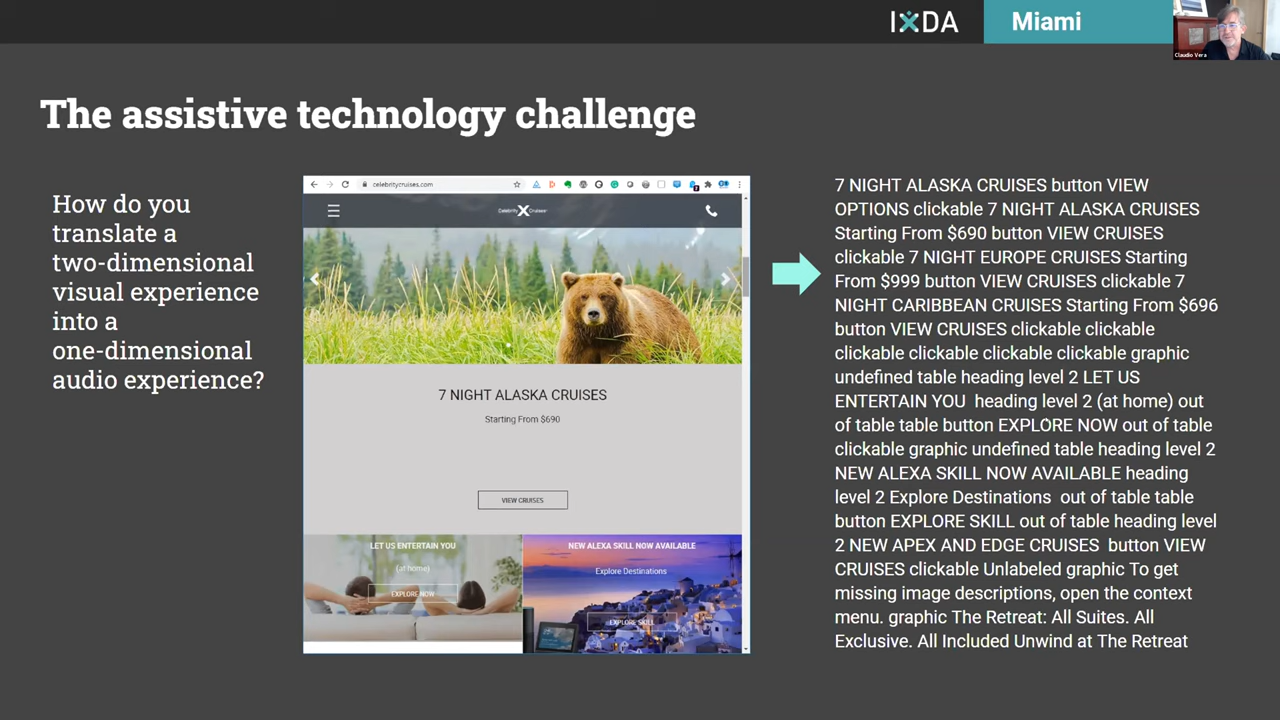 IXDA
Miami
Claudio Vera
The assistive technology challenge
How do you
translate a
two-dimensional
visual experience
into a
one-dimensional
audio experience?
celebritycruises.com
Celebrity X Cruises
7 NIGHT ALASKA CRUISES
Starting From $690
VIEW CRUISES
LET US ENTERTAIN YOU
(at home)
EXPLORE NOW
NEW ALEXA SKILL NOW AVAILABLE
Explore Destinations
EXPLORE SKILL
7 NIGHT ALASKA CRUISES button VIEW
OPTIONS clickable 7 NIGHT ALASKA CRUISES
Starting From $690 button VIEW CRUISES
clickable 7 NIGHT EUROPE CRUISES Starting
From $999 button VIEW CRUISES clickable 7
NIGHT CARIBBEAN CRUISES Starting From $696
button VIEW CRUISES clickable clickable
clickable clickable clickable clickable graphic
undefined table heading level 2 LET US
ENTERTAIN YOU heading level 2 (at home) out
of table table button EXPLORE NOW out of table
clickable graphic undefined table heading level 2
NEW ALEXA SKILL NOW AVAILABLE heading
level 2 Explore Destinations out of table table
button EXPLORE SKILL out of table heading level
2 NEW APEX AND EDGE CRUISES button VIEW
CRUISES clickable Unlabeled graphic To get
missing image descriptions, open the context
menu. graphic The Retreat: All Suites. All
Exclusive. All Included Unwind at The Retreat